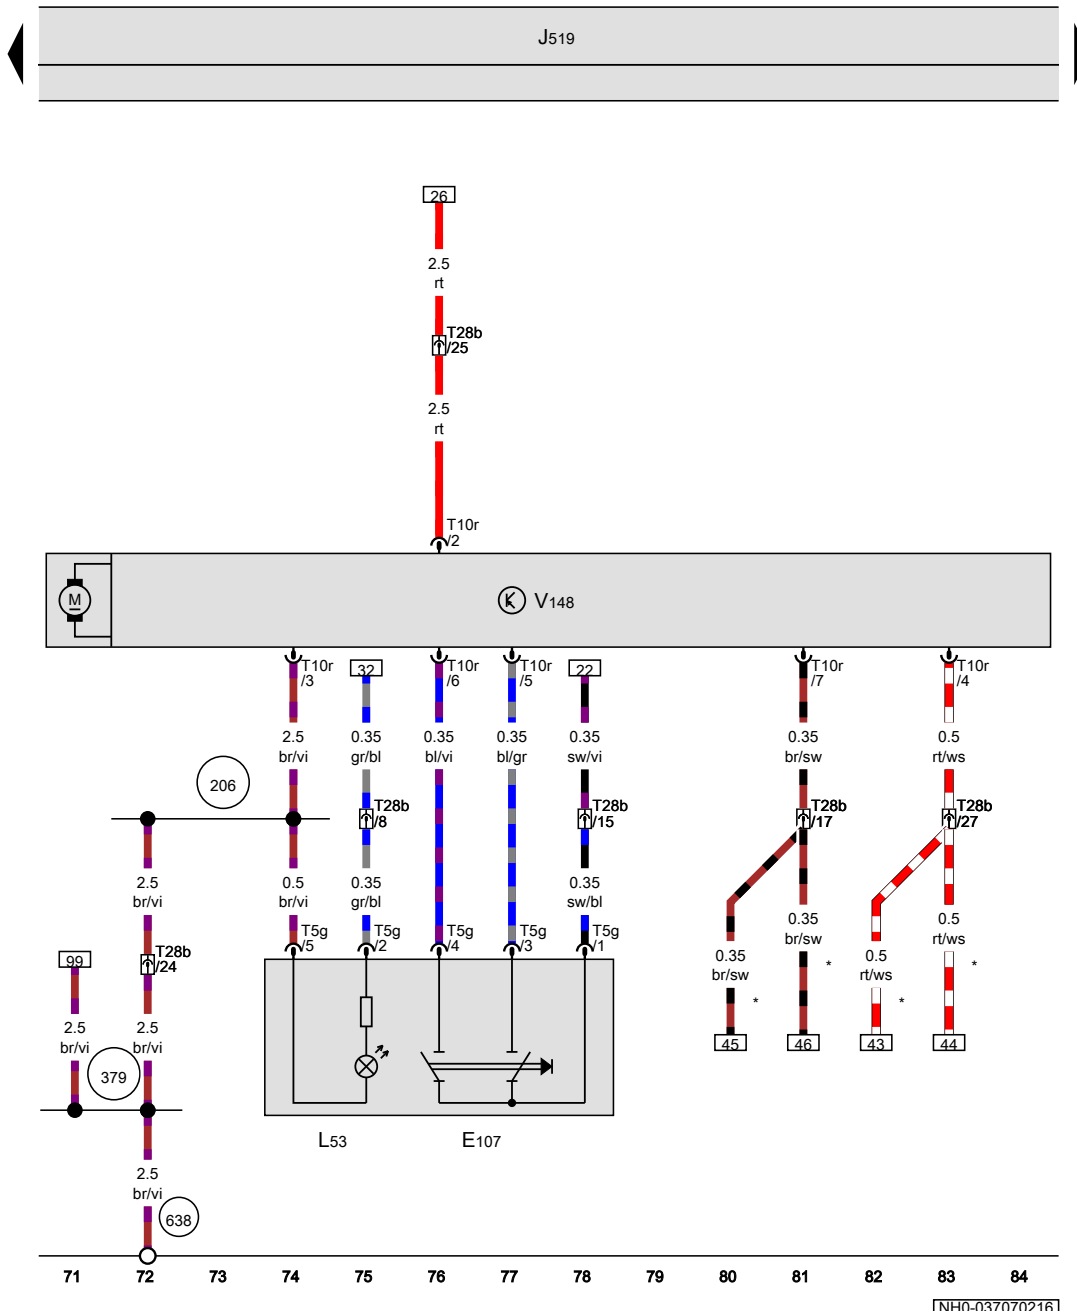 J519
26
2.5
rt
T28b
/25
2.5
rt
T10r
/2
M
V148
T10r
/3
32
T10r
/6
T10r
/5
22
T10r
/7
T10r
/4
2.5
br/vi
0.35
gr/bl
0.35
bl/vi
0.35
bl/gr
0.35
sw/vi
0.35
br/sw
0.5
rt/ws
206
T28b
/8
T28b
/15
T28b
/17
T28b
/27
2.5
br/vi
0.5
br/vi
0.35
gr/bl
0.35
sw/bl
0.35
br/sw
0.5
rt/ws
T5g
/5
T5g
/2
T5g
/4
T5g
/3
T5g
/1
99
T28b
/24
0.35
br/sw
*
0.5
rt/ws
*
*
*
2.5
br/vi
2.5
br/vi
45
46
43
44
379
L53
E107
2.5
br/vi
638
71 72 73 74 75 76 77 78 79 80 81 82 83 84
NH0-037070216